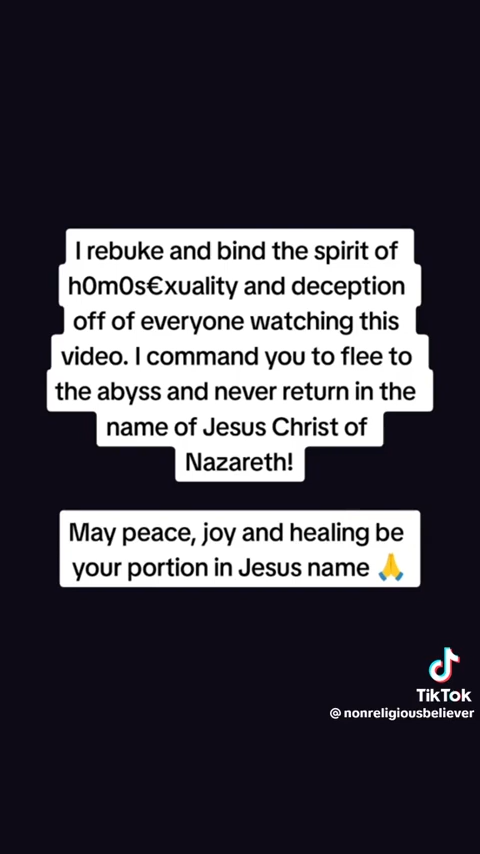 I rebuke and bind the spirit of
h0m0s€xuality and deception
off of everyone watching this
video. I command you to flee to
the abyss and never return in the
name of Jesus Christ of
Nazareth!
May peace, joy and healing be
your portion in Jesus name 🙏
TikTok
@nonreligiousbeliever